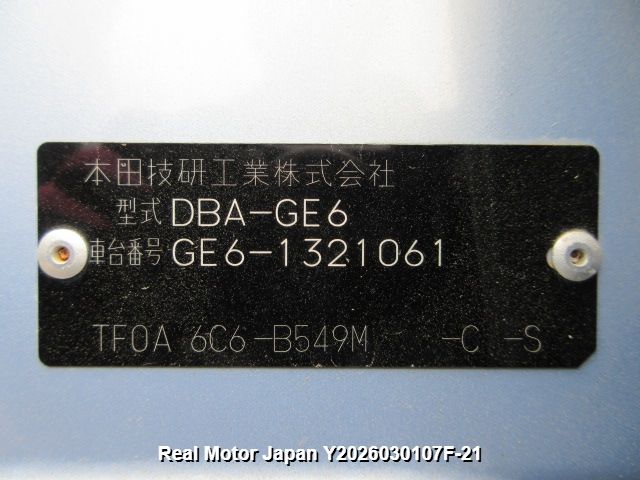 本田技研工業株式会社
型式 DBA-GE6
車台番号 GE6-1321061
TF0A 6C6-B549M -C -S
Real Motor Japan Y2026030107F-21